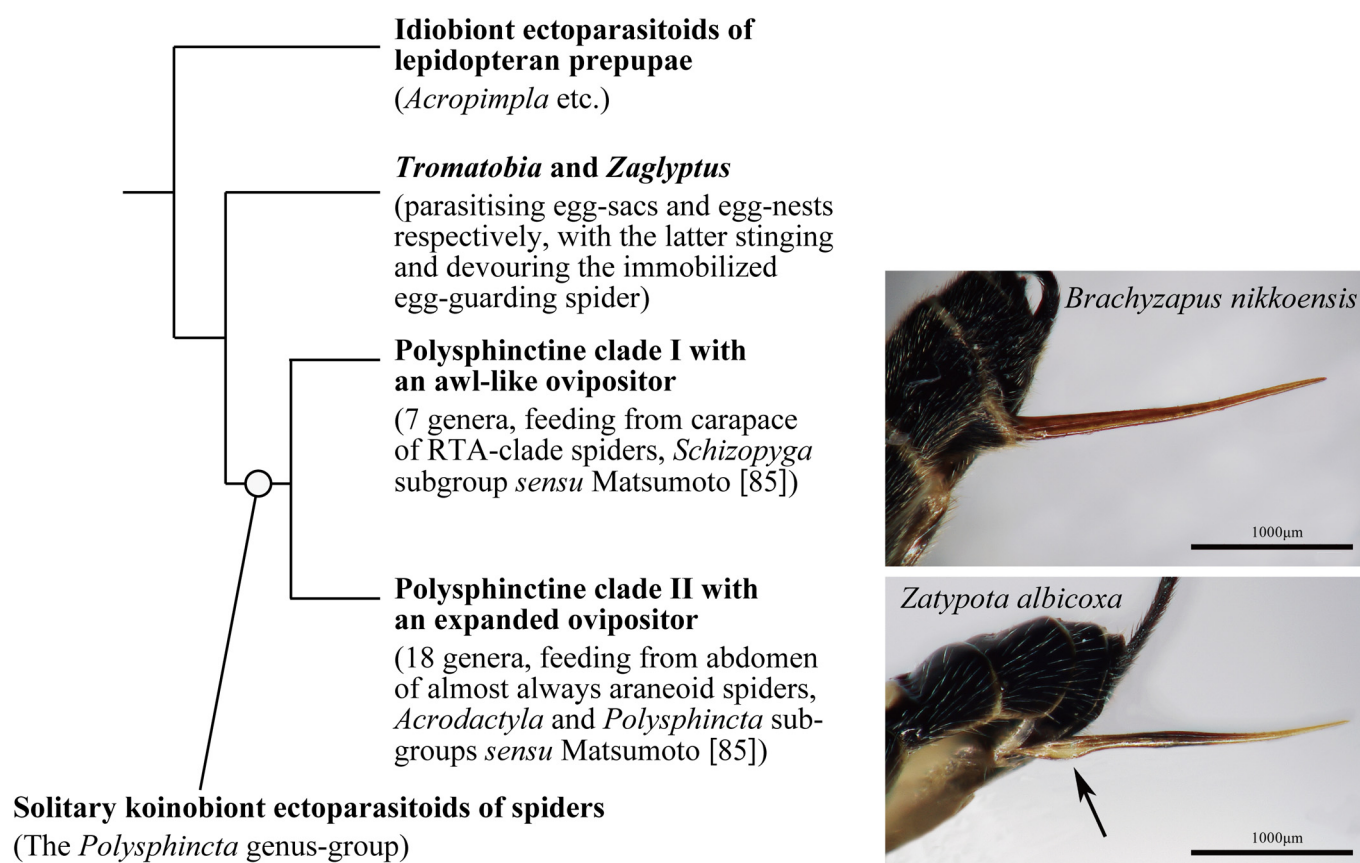 Idiobiont ectoparasitoids of
lepidopteran prepupae
(Acropimpla etc.)
Tromatobia and Zaglyptus
(parasitising egg-sacs and egg-nests
respectively, with the latter stinging
and devouring the immobilized
egg-guarding spider)
Polysphinctine clade I with
an awl-like ovipositor
(7 genera, feeding from carapace
of RTA-clade spiders, Schizopyga
subgroup sensu Matsumoto [85])
Polysphinctine clade II with
an expanded ovipositor
(18 genera, feeding from abdomen
of almost always araneoid spiders,
Acrodactyla and Polysphincta sub-
groups sensu Matsumoto [85])
Solitary koinobiont ectoparasitoids of spiders
(The Polysphincta genus-group)
Brachyzapus nikkoensis
1000μm
Zatypota albicoxa
1000μm